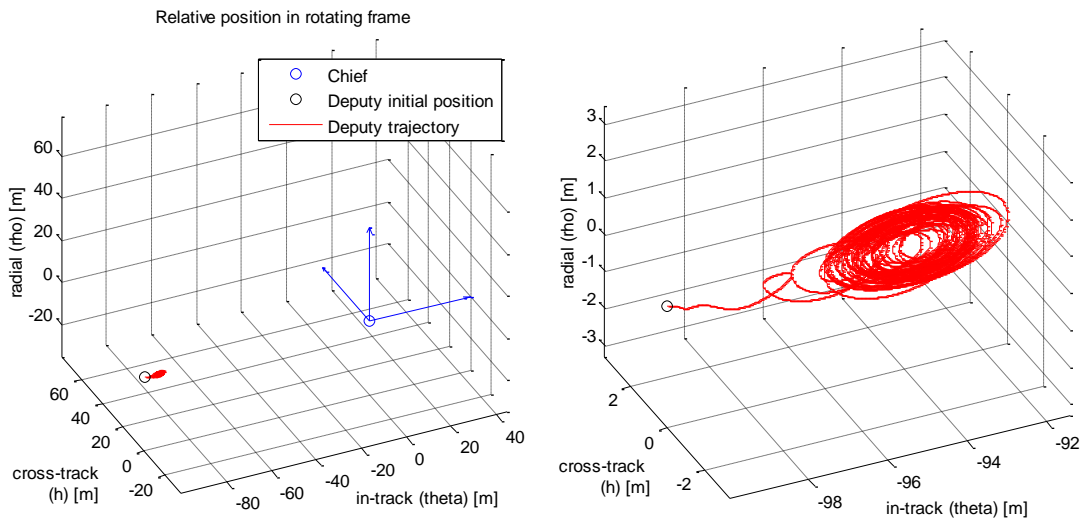 Relative position in rotating frame
Chief
Deputy initial position
Deputy trajectory
radial (rho) [m]
60
40
20
0
-20
60
40
20
0
-20
cross-track
(h) [m]
-80
-60
-40
-20
0
20
40
in-track (theta) [m]
radial (rho) [m]
3
2
1
0
-1
-2
-3
2
0
-2
cross-track
(h) [m]
-98
-96
-94
-92
in-track (theta) [m]